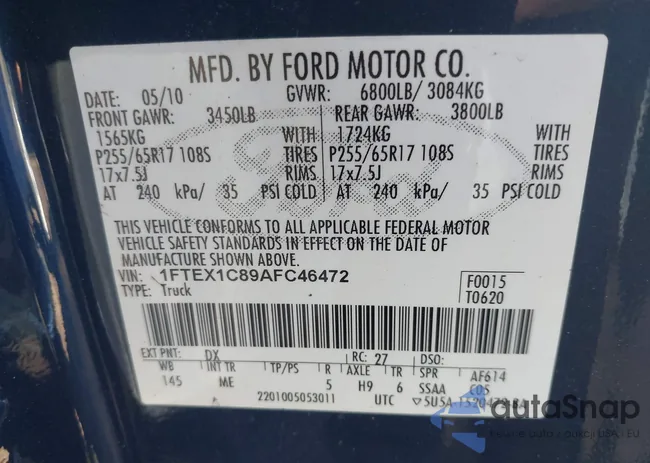 MFD. BY FORD MOTOR CO.
DATE: 05/10 GVWR: 6800LB/ 3084KG
FRONT GAWR: 3450LB REAR GAWR: 3800LB
1565KG WITH 1724KG WITH
P255/65R17 108S TIRES P255/65R17 108S TIRES
17x7.5J RIMS 17x7.5J RIMS
AT 240 kPa/ 35 PSI COLD AT 240 kPa/ 35 PSI COLD
THIS VEHICLE CONFORMS TO ALL APPLICABLE FEDERAL MOTOR
VEHICLE SAFETY STANDARDS IN EFFECT ON THE DATE OF
MANUFACTURE SHOWN ABOVE.
VIN: 1FTEX1C89AFC46472 F0015
TYPE: Truck T0620
EXT PNT: DX RC: 27 DSO:
WB INT TR TP/PS R AXLE TR SPR AF614
145 ME 5 H9 6 SSAA C05
2201005053011 UTC
autoSnap